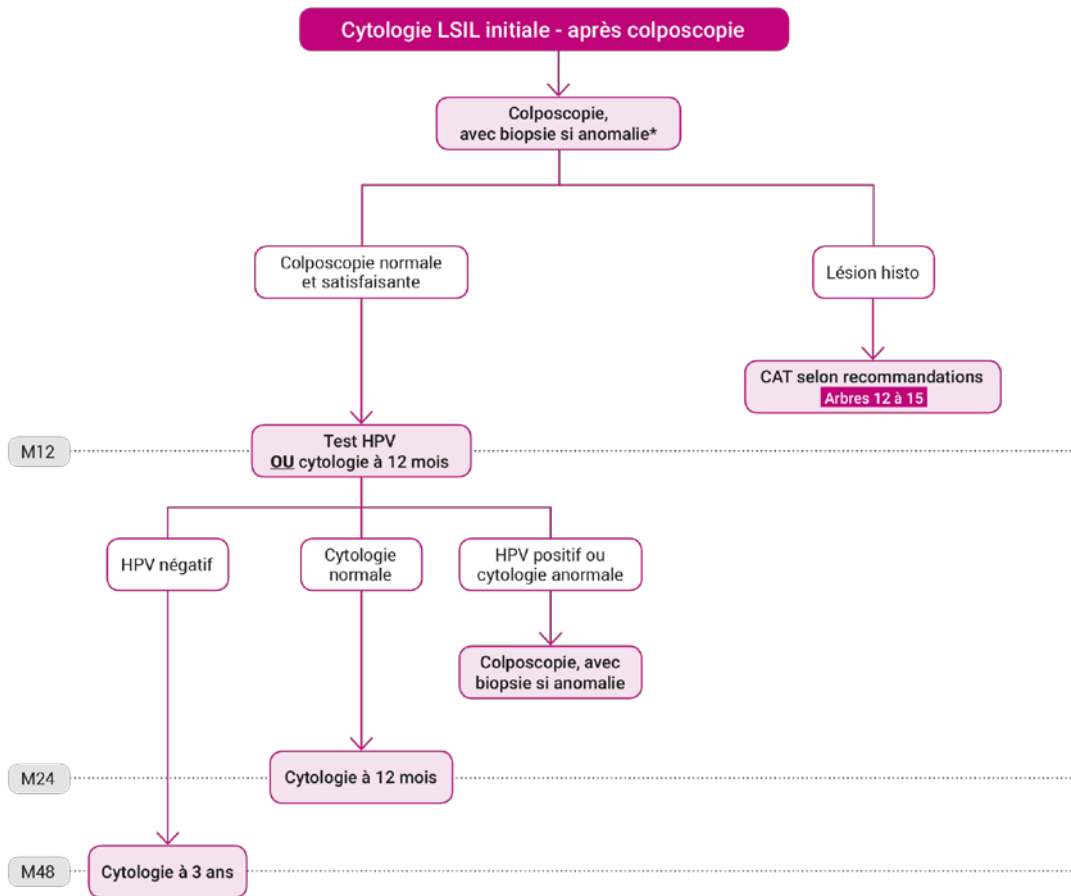 Cytologie LSIL initiale - après colposcopie
Colposcopie,
avec biopsie si anomalie*
Colposcopie normale
et satisfaisante
Lésion histo
CAT selon recommandations
Arbres 12 à 15
M12
Test HPV
OU cytologie à 12 mois
HPV négatif
Cytologie
normale
HPV positif ou
cytologie anormale
Colposcopie, avec
biopsie si anomalie
M24
Cytologie à 12 mois
M48
Cytologie à 3 ans